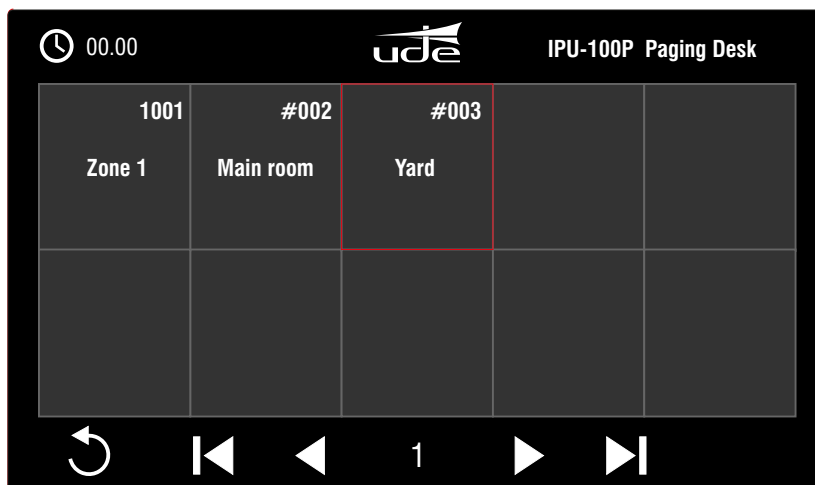 00.00
ude
IPU-100P Paging Desk
1001
#002
#003
Zone 1
Main room
Yard
1